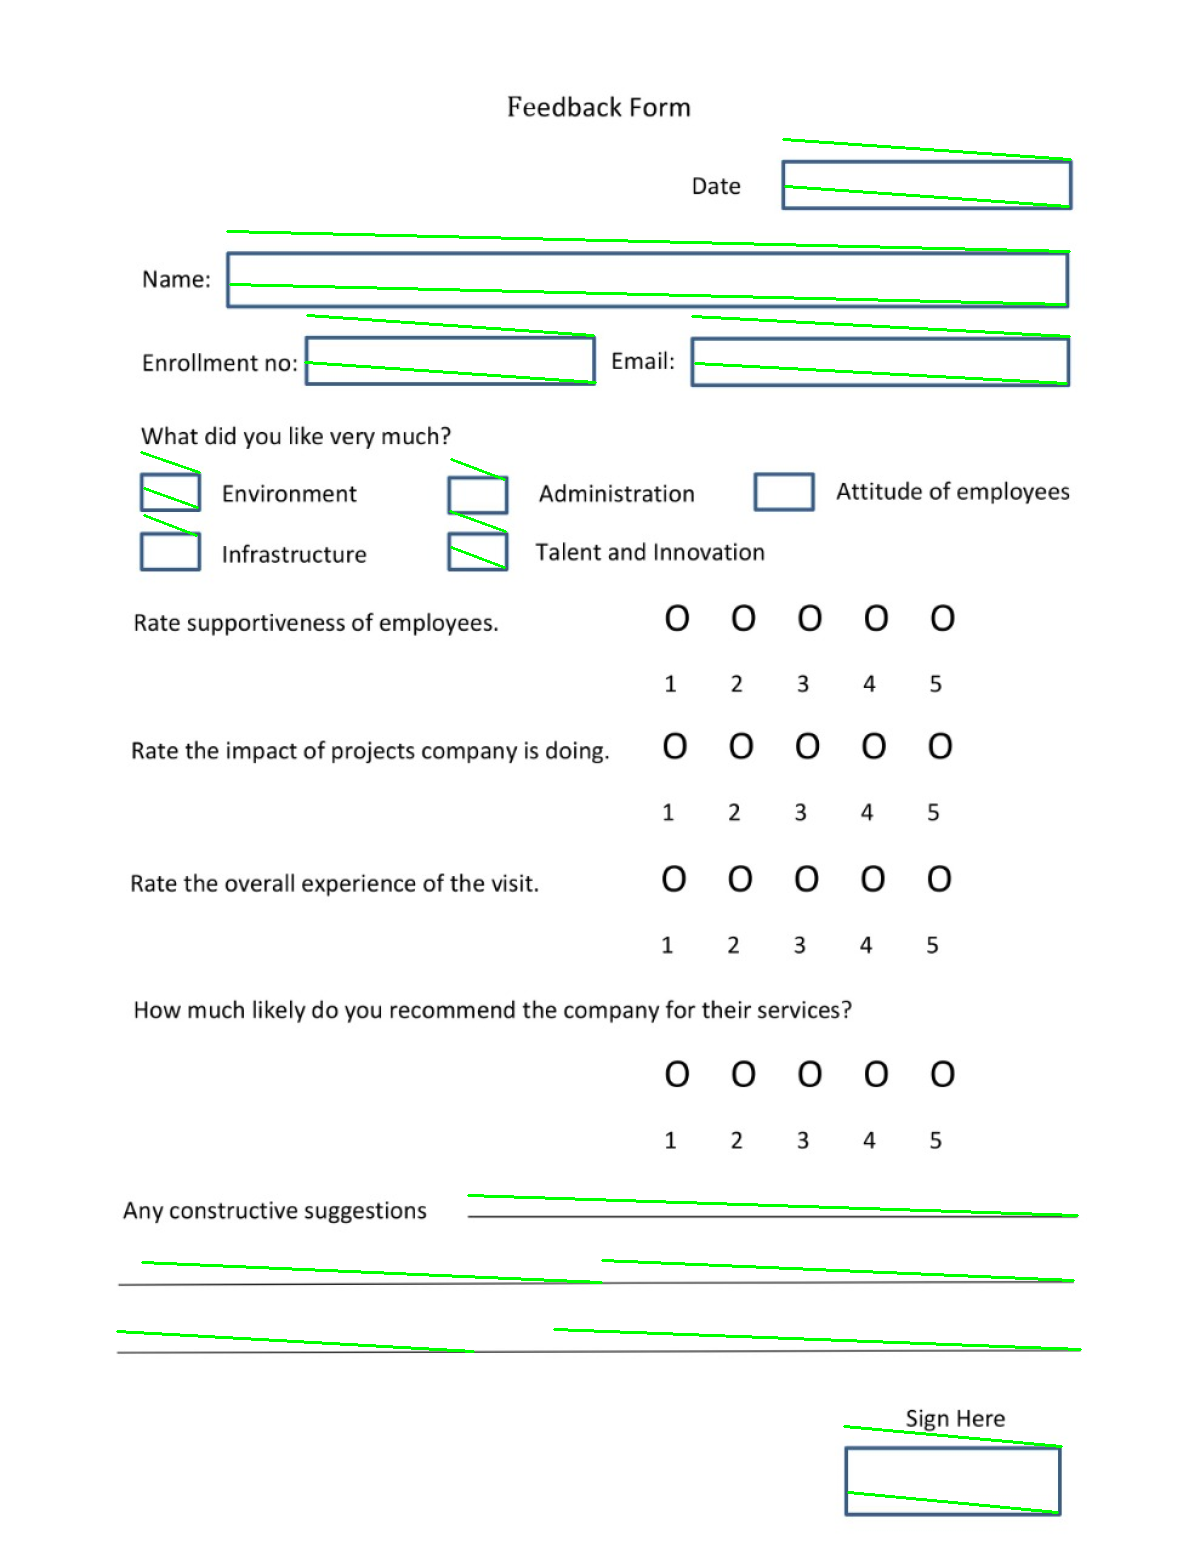 Feedback Form
Date
Name:
Enrollment no:
Email:
What did you like very much?
Environment
Administration
Attitude of employees
Infrastructure
Talent and Innovation
Rate supportiveness of employees.
O O O O O
1 2 3 4 5
Rate the impact of projects company is doing.
O O O O O
1 2 3 4 5
Rate the overall experience of the visit.
O O O O O
1 2 3 4 5
How much likely do you recommend the company for their services?
O O O O O
1 2 3 4 5
Any constructive suggestions
Sign Here